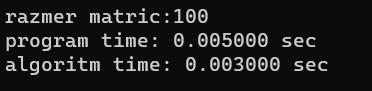 razmer matric:100
program time: 0.005000 sec
algoritm time: 0.003000 sec